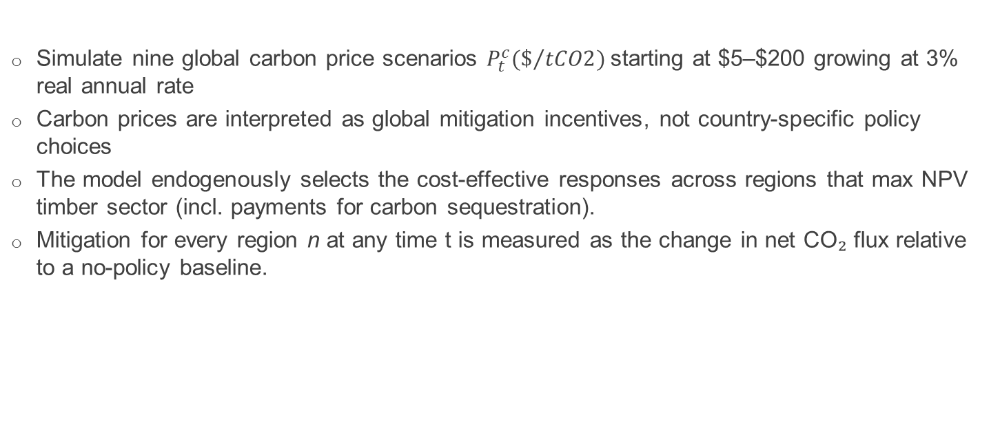 ○ Simulate nine global carbon price scenarios 𝑃ₜᶜ($/𝑡𝐶𝑂2) starting at $5–$200 growing at 3%
real annual rate
○ Carbon prices are interpreted as global mitigation incentives, not country-specific policy
choices
○ The model endogenously selects the cost-effective responses across regions that max NPV
timber sector (incl. payments for carbon sequestration).
○ Mitigation for every region n at any time t is measured as the change in net CO₂ flux relative
to a no-policy baseline.